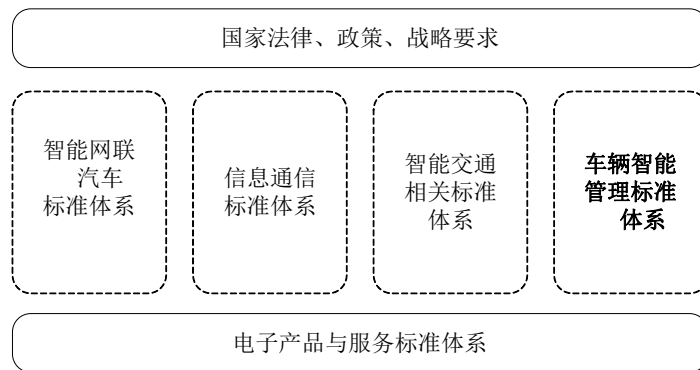 国家法律、政策、战略要求
智能网联
汽车
标准体系
信息通信
标准体系
智能交通
相关标准
体系
车辆智能
管理标准
体系
电子产品与服务标准体系